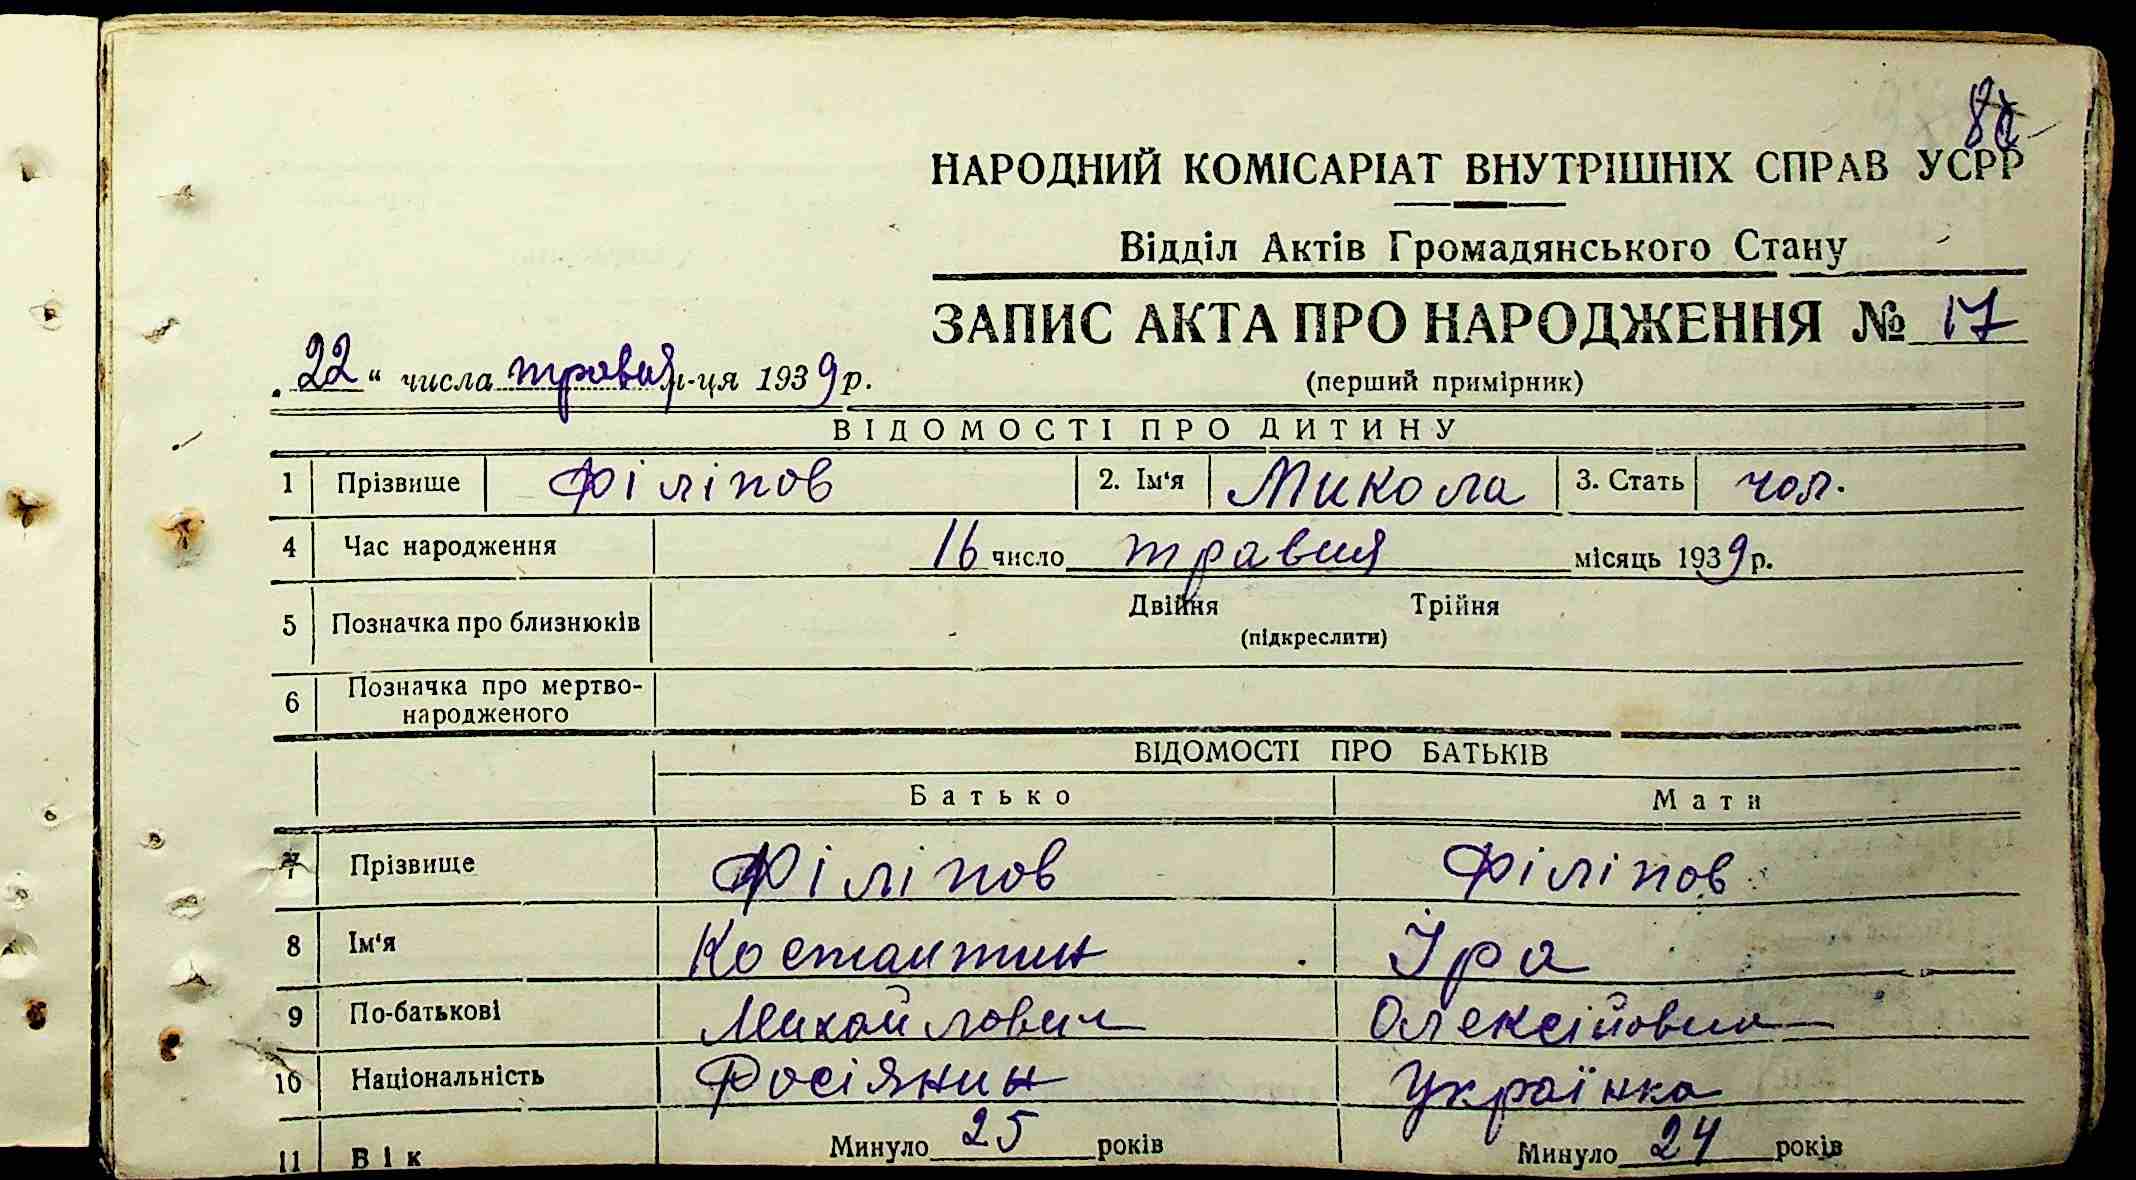 НАРОДНИЙ КОМІСАРІАТ ВНУТРІШНІХ СПРАВ УСРР
Відділ Актів Громадянського Стану
ЗАПИС АКТА ПРО НАРОДЖЕННЯ № 17
(перший примірник)
„22“ числа травня м-ця 1939 р.
ВІДОМОСТІ ПРО ДИТИНУ
1 Прізвище Філіпов 2. Ім'я Микола 3. Стать чол.
4 Час народження 16 число травня місяць 1939 р.
5 Позначка про близнюків Двійня Трійня
(підкреслити)
6 Позначка про мертво-
народженого
ВІДОМОСТІ ПРО БАТЬКІВ
Батько Мати
7 Прізвище Філіпов Філіпов
8 Ім'я Костантин Іра
9 По-батькові Михайлович Олексійовна
10 Національність Росіянин Українка
11 Вік Минуло 25 років Минуло 24 років